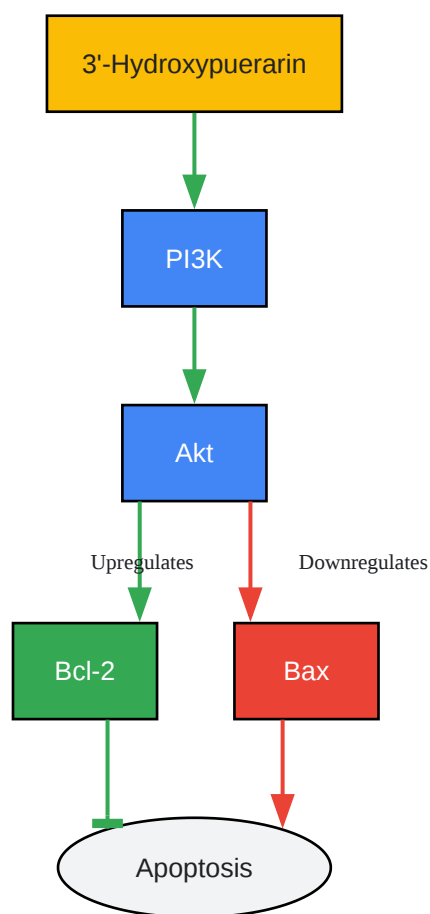 3'-Hydroxypuerarin
PI3K
Akt
Upregulates
Downregulates
Bcl-2
Bax
Apoptosis